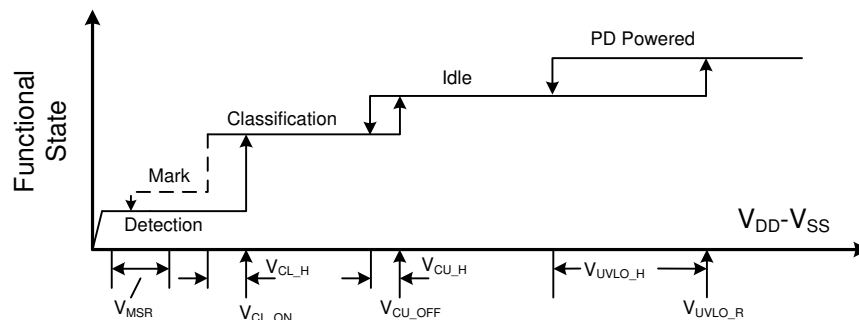 PD Powered
Idle
Classification
Functional
State
Mark
Detection
VDD-VSS
VCL_H
VCU_H
VUVLO_H
VMSR
VCL_ON
VCU_OFF
VUVLO_R